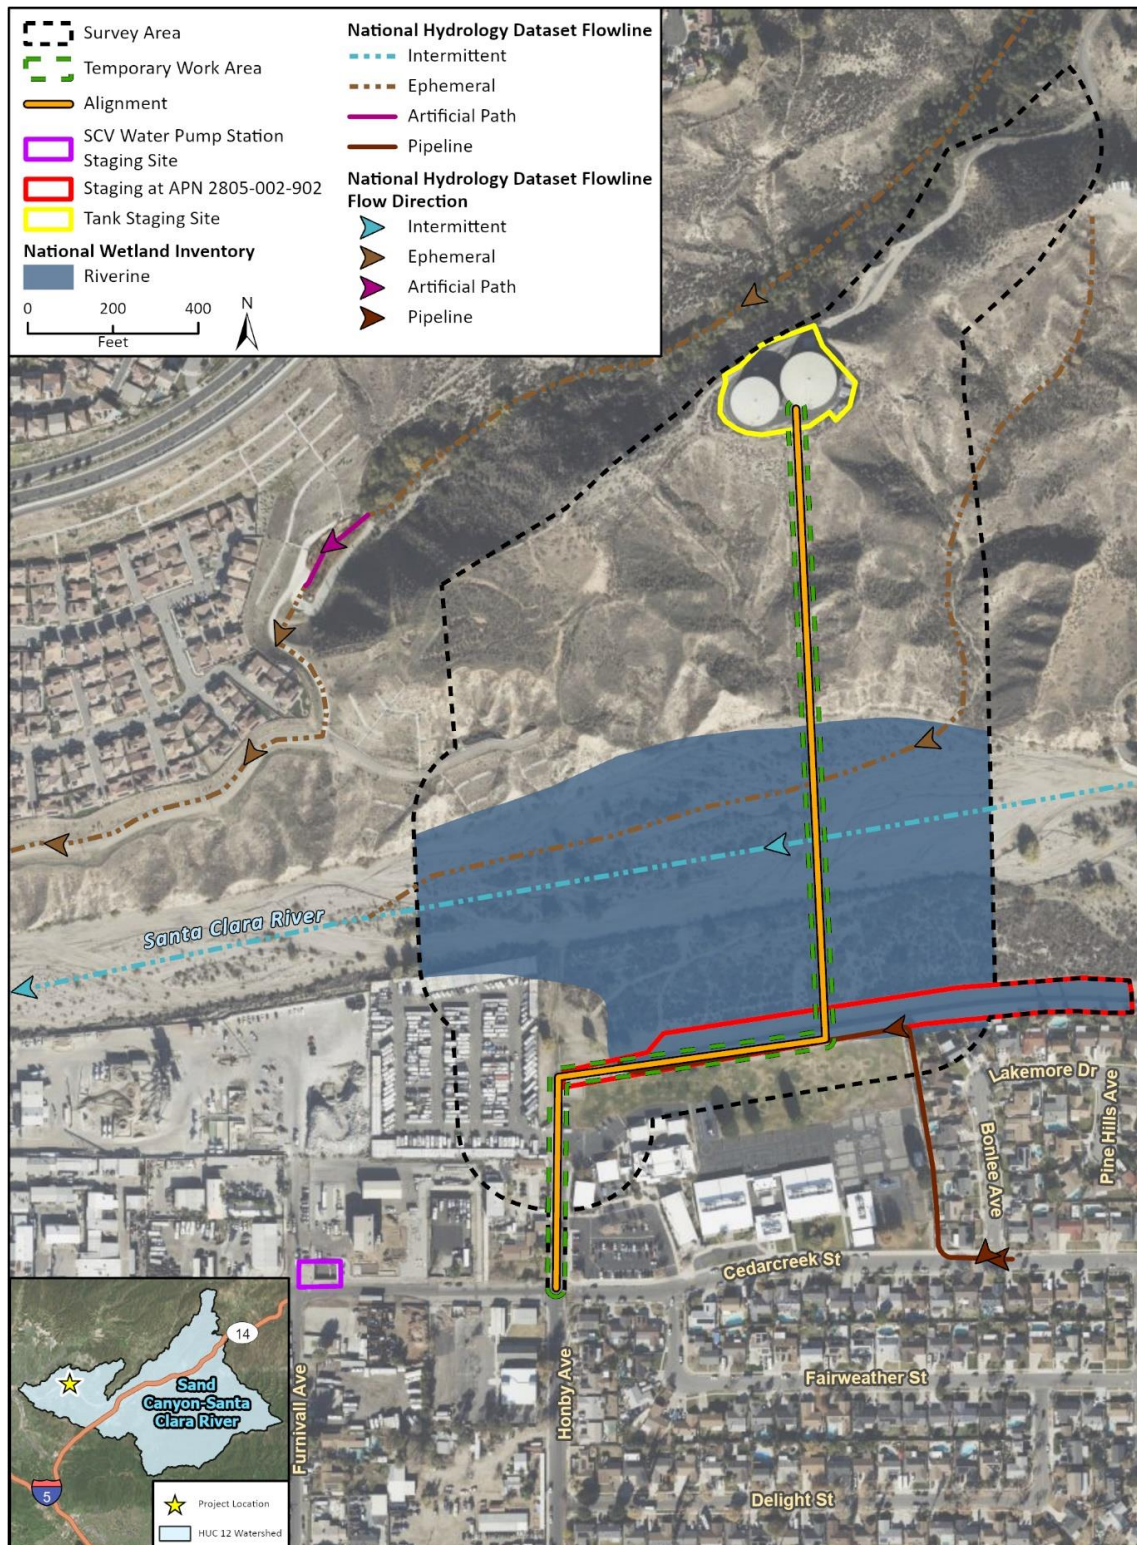 Survey Area
Temporary Work Area
Alignment
SCV Water Pump Station
Staging Site
Staging at APN 2805-002-902
Tank Staging Site
National Wetland Inventory
Riverine
0 200 400
Feet
N
National Hydrology Dataset Flowline
Intermittent
Ephemeral
Artificial Path
Pipeline
National Hydrology Dataset Flowline
Flow Direction
Intermittent
Ephemeral
Artificial Path
Pipeline
Santa Clara River
Lakemore Dr
Pine Hills Ave
Bonlee Ave
Cedarcreek St
Furnivall Ave
Honby Ave
Fairweather St
Delight St
14
Sand
Canyon-Santa
Clara River
5
Project Location
HUC 12 Watershed